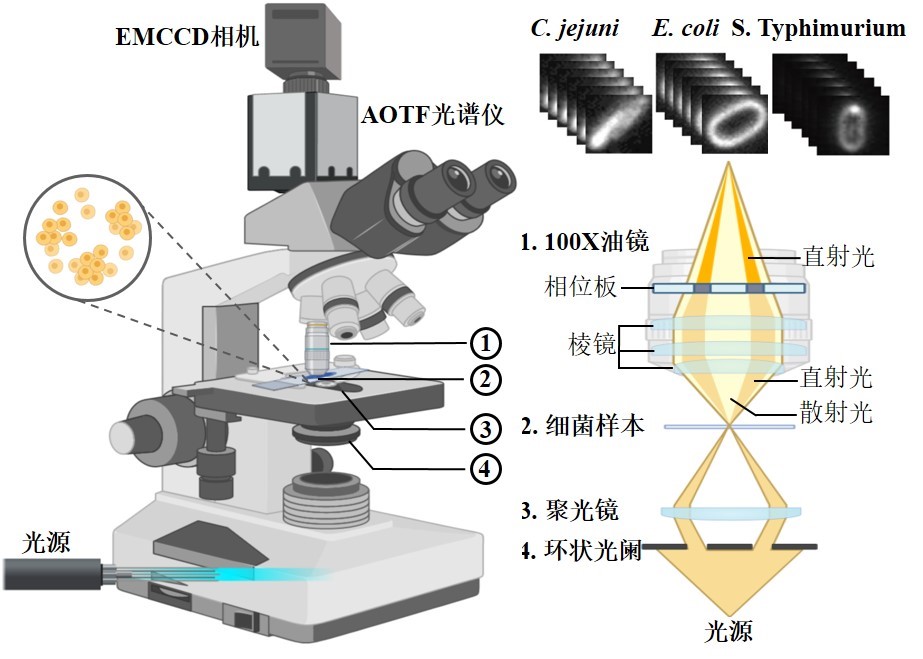 EMCCD相机
AOTF光谱仪
①
②
③
④
光源
C. jejuni E. coli S. Typhimurium
1. 100X油镜
直射光
相位板
棱镜
直射光
散射光
2. 细菌样本
3. 聚光镜
4. 环状光阑
光源